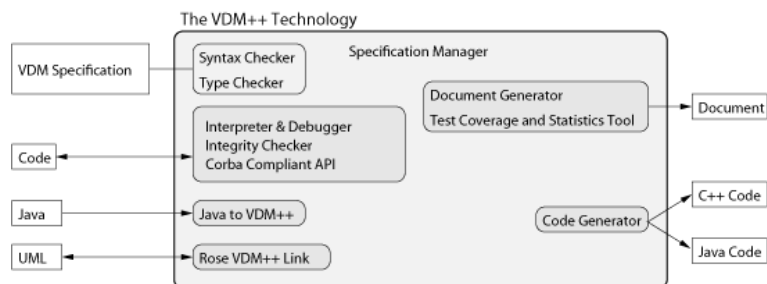 The VDM++ Technology
VDM Specification
Syntax Checker
Type Checker
Specification Manager
Document Generator
Test Coverage and Statistics Tool
Document
Code
Interpreter & Debugger
Integrity Checker
Corba Compliant API
Java
Java to VDM++
Code Generator
C++ Code
Java Code
UML
Rose VDM++ Link